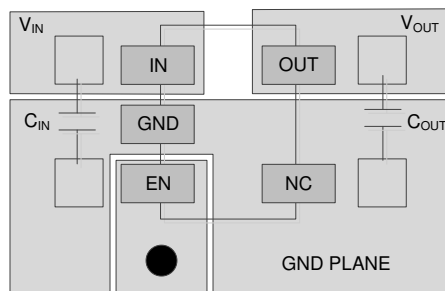 VIN
VOUT
IN
OUT
CIN
GND
COUT
EN
NC
GND PLANE